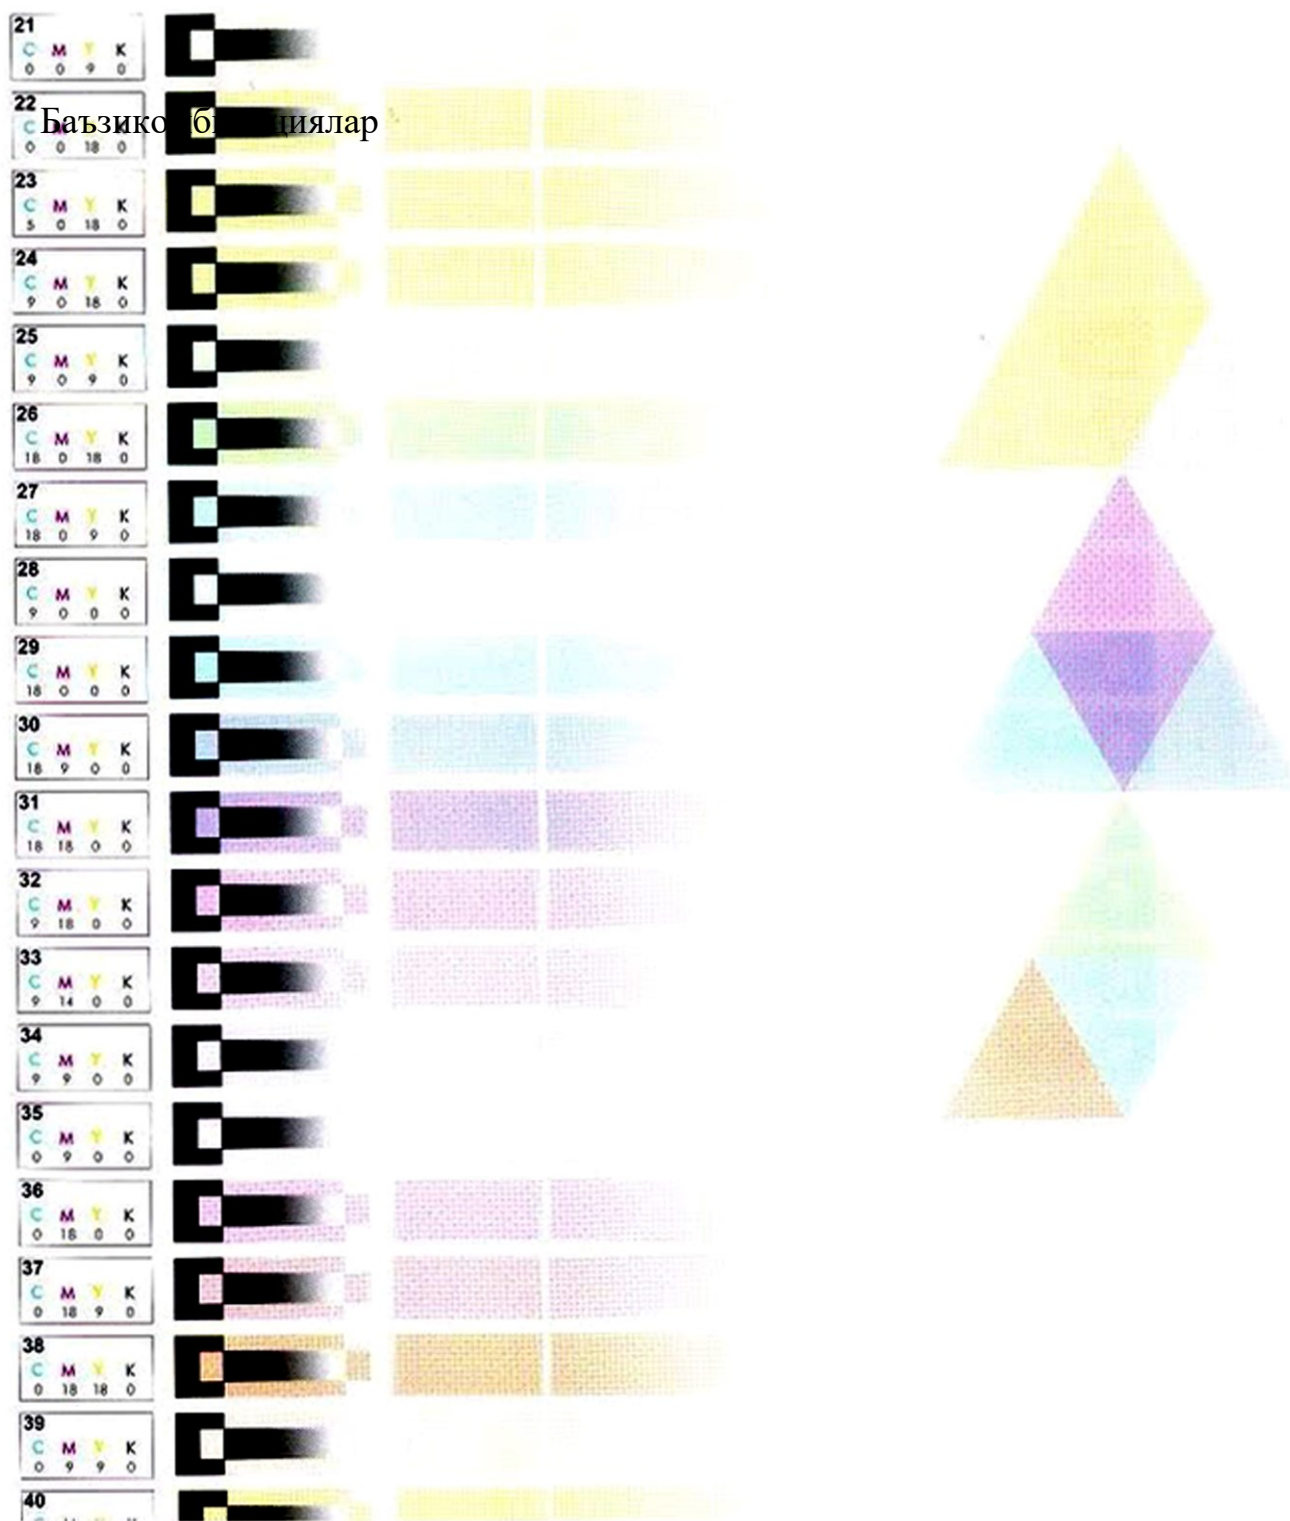 21
C M Y K
0 0 9 0
22
Баъзи
C Y K
0 0 18 0
23
C M Y K
5 0 18 0
24
C M Y K
9 0 18 0
25
C M Y K
9 0 9 0
26
C M Y K
18 0 18 0
27
C M Y K
18 0 9 0
28
C M Y K
9 0 0 0
29
C M Y K
18 0 0 0
30
C M Y K
18 9 0 0
31
C M Y K
18 18 0 0
32
C M Y K
9 18 0 0
33
C M Y K
9 14 0 0
34
C M Y K
9 9 0 0
35
C M Y K
0 9 0 0
36
C M Y K
0 18 0 0
37
C M Y K
0 18 9 0
38
C M Y K
0 18 18 0
39
C M Y K
0 9 9 0
40